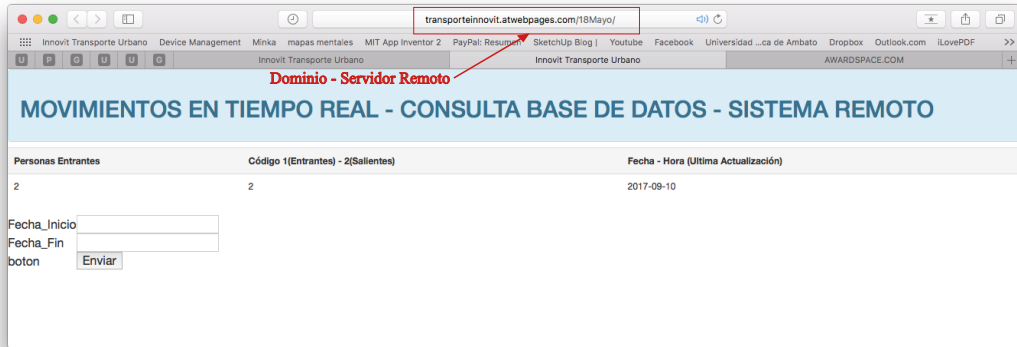 transporteinnovit.atwebpages.com/18Mayo/
Innovit Transporte Urbano Device Management Minka mapas mentales MIT App Inventor 2 PayPal: Resumen SketchUp Blog | Youtube Facebook Universidad ...ca de Ambato Dropbox Outlook.com iLovePDF >>
U P G U U G Innovit Transporte Urbano Innovit Transporte Urbano AWARDSPACE.COM +
Dominio - Servidor Remoto
MOVIMIENTOS EN TIEMPO REAL - CONSULTA BASE DE DATOS - SISTEMA REMOTO
Personas Entrantes Código 1(Entrantes) - 2(Salientes) Fecha - Hora (Ultima Actualización)
2 2 2017-09-10
Fecha_Inicio
Fecha_Fin
boton Enviar